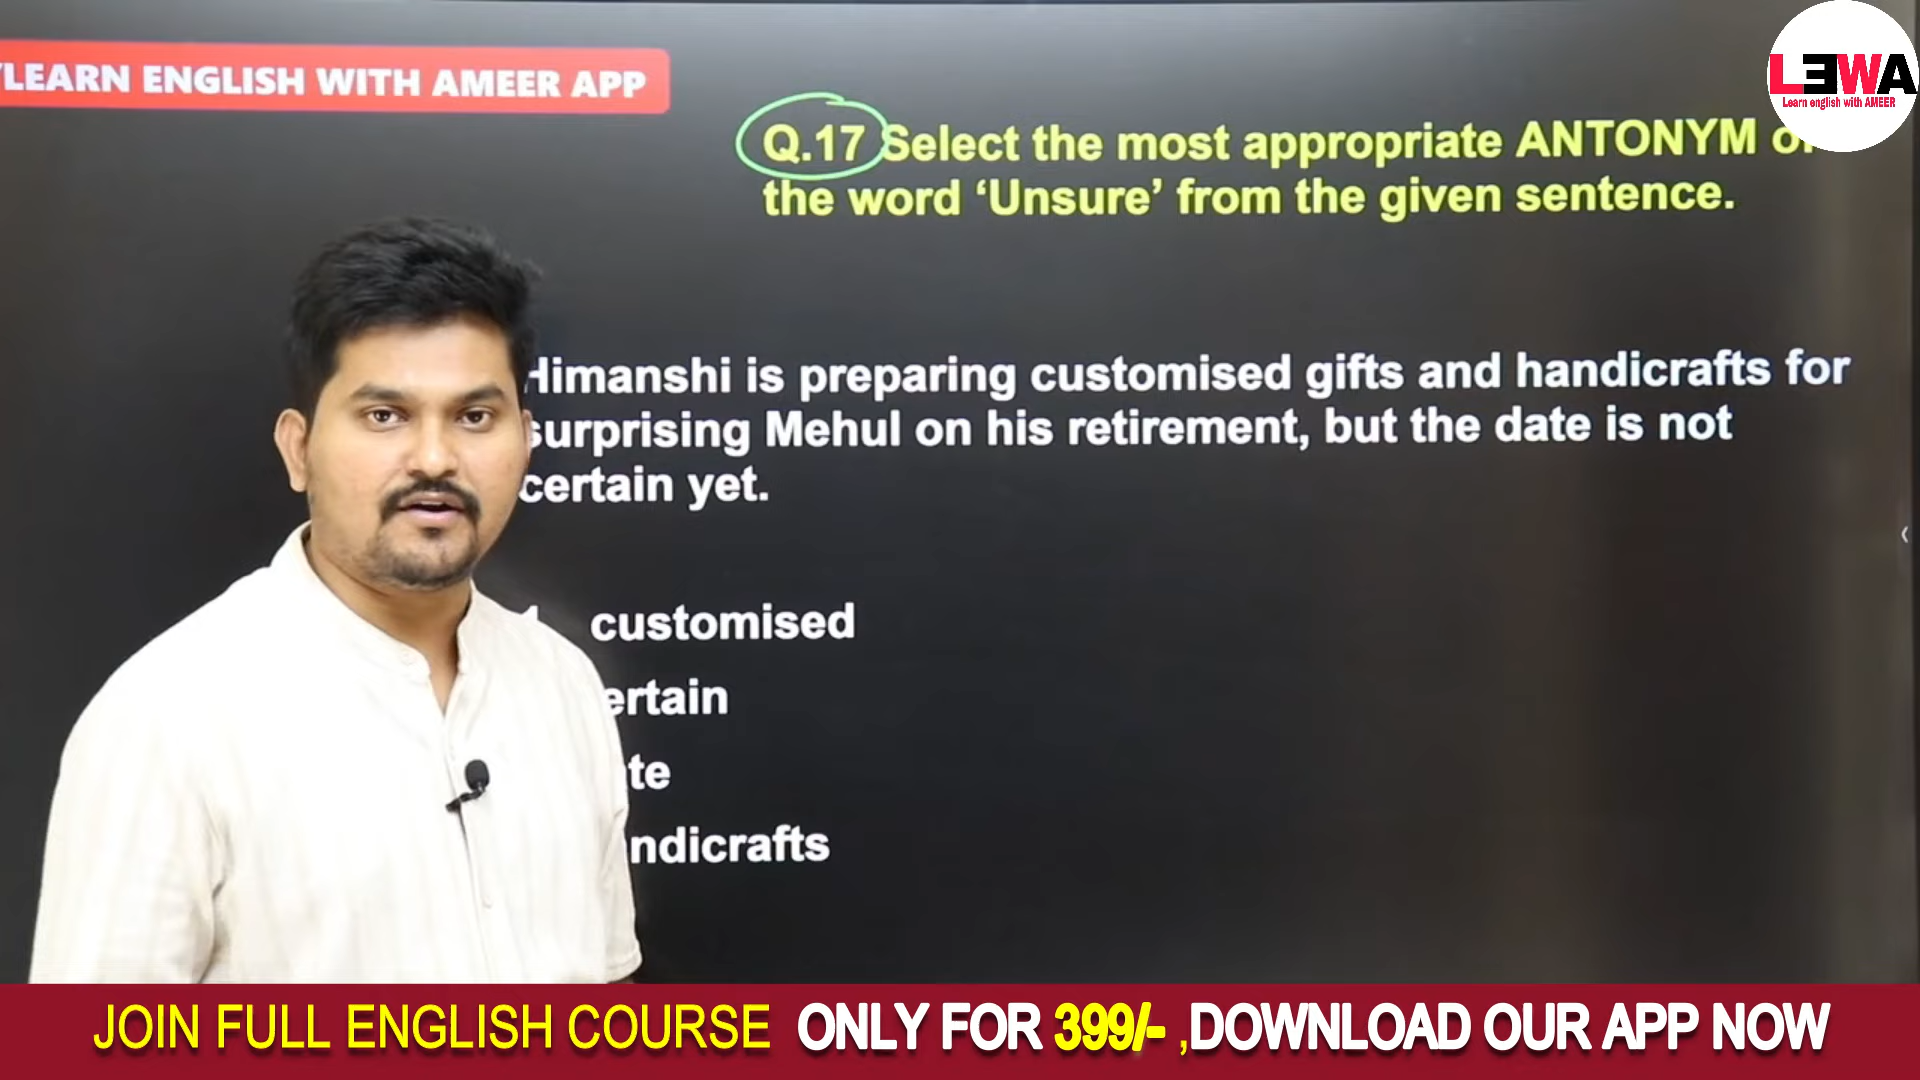 LEARN ENGLISH WITH AMEER APP
LEWA
Learn english with AMEER
Q.17 Select the most appropriate ANTONYM of
the word ‘Unsure’ from the given sentence.
Himanshi is preparing customised gifts and handicrafts for
surprising Mehul on his retirement, but the date is not
certain yet.
customised
ertain
te
ndicrafts
JOIN FULL ENGLISH COURSE ONLY FOR 399/- ,DOWNLOAD OUR APP NOW